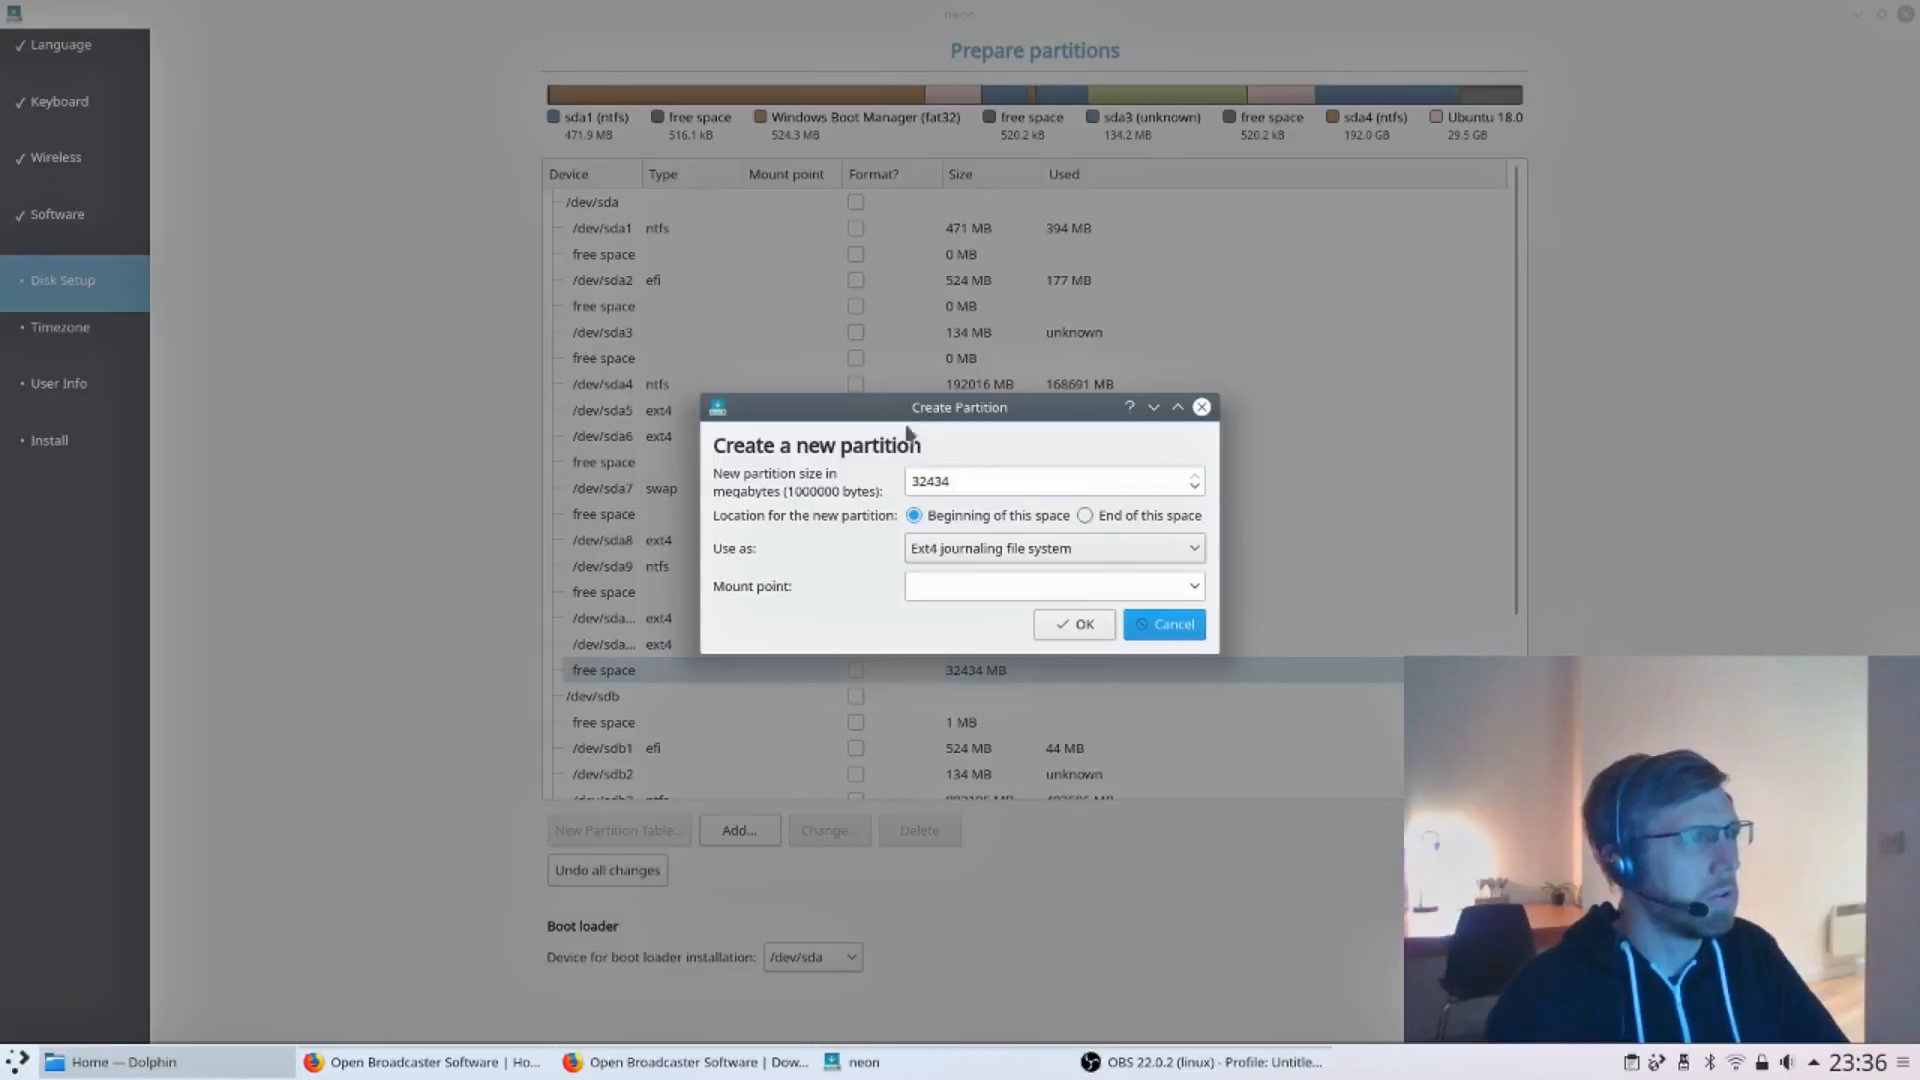 neon
✓ Language
✓ Keyboard
✓ Wireless
✓ Software
• Disk Setup
• Timezone
• User Info
• Install
Prepare partitions
sda1 (ntfs) free space Windows Boot Manager (fat32) free space sda3 (unknown) free space sda4 (ntfs) Ubuntu 18.0
471.9 MB 516.1 kB 524.3 MB 520.2 kB 134.2 MB 520.2 kB 192.0 GB 29.5 GB
Device Type Mount point Format? Size Used
/dev/sda
/dev/sda1 ntfs 471 MB 394 MB
free space 0 MB
/dev/sda2 efi 524 MB 177 MB
free space 0 MB
/dev/sda3 134 MB unknown
free space 0 MB
/dev/sda4 ntfs 192016 MB 168691 MB
/dev/sda5 ext4
/dev/sda6 ext4
free space
/dev/sda7 swap
free space
/dev/sda8 ext4
/dev/sda9 ntfs
free space
/dev/sda... ext4
/dev/sda... ext4
free space 32434 MB
/dev/sdb
free space 1 MB
/dev/sdb1 efi 524 MB 44 MB
/dev/sdb2 134 MB unknown
Create Partition
?
Create a new partition
New partition size in
megabytes (1000000 bytes): 32434
Location for the new partition: Beginning of this space End of this space
Use as: Ext4 journaling file system
Mount point:
✓ OK Cancel
New Partition Table... Add... Change... Delete
Undo all changes
Boot loader
Device for boot loader installation: /dev/sda
Home — Dolphin Open Broadcaster Software | Ho... Open Broadcaster Software | Dow... neon OBS 22.0.2 (linux) - Profile: Untitle... 23:36